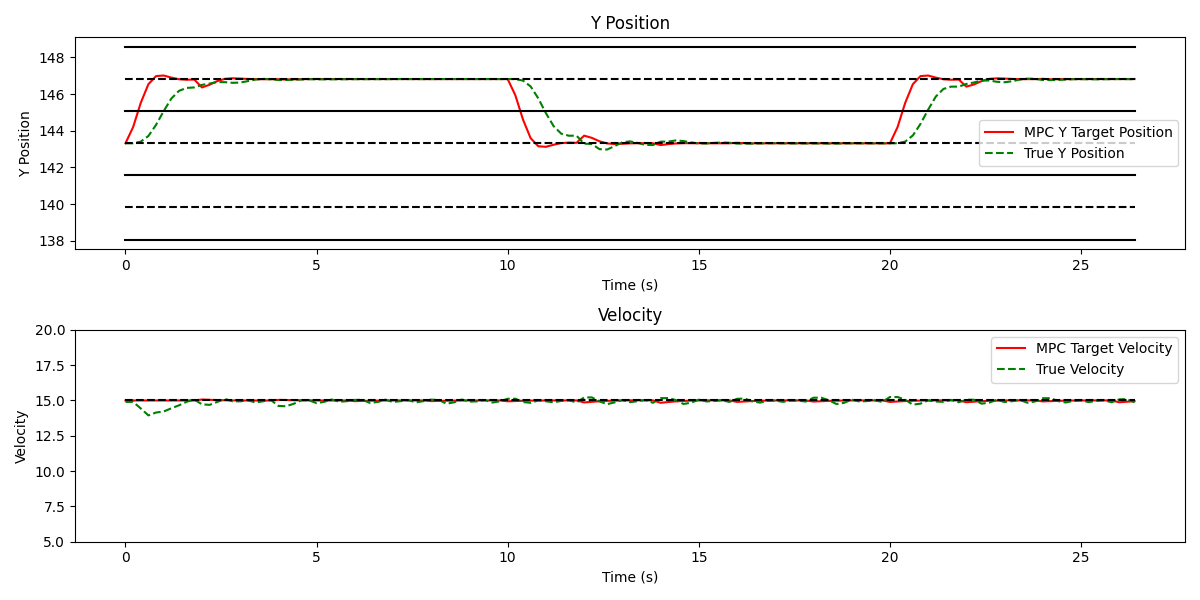 Y Position
148
146
144
142
140
138
Y Position
MPC Y Target Position
True Y Position
0
5
10
15
20
25
Time (s)
Velocity
20.0
17.5
15.0
12.5
10.0
7.5
5.0
Velocity
MPC Target Velocity
True Velocity
0
5
10
15
20
25
Time (s)